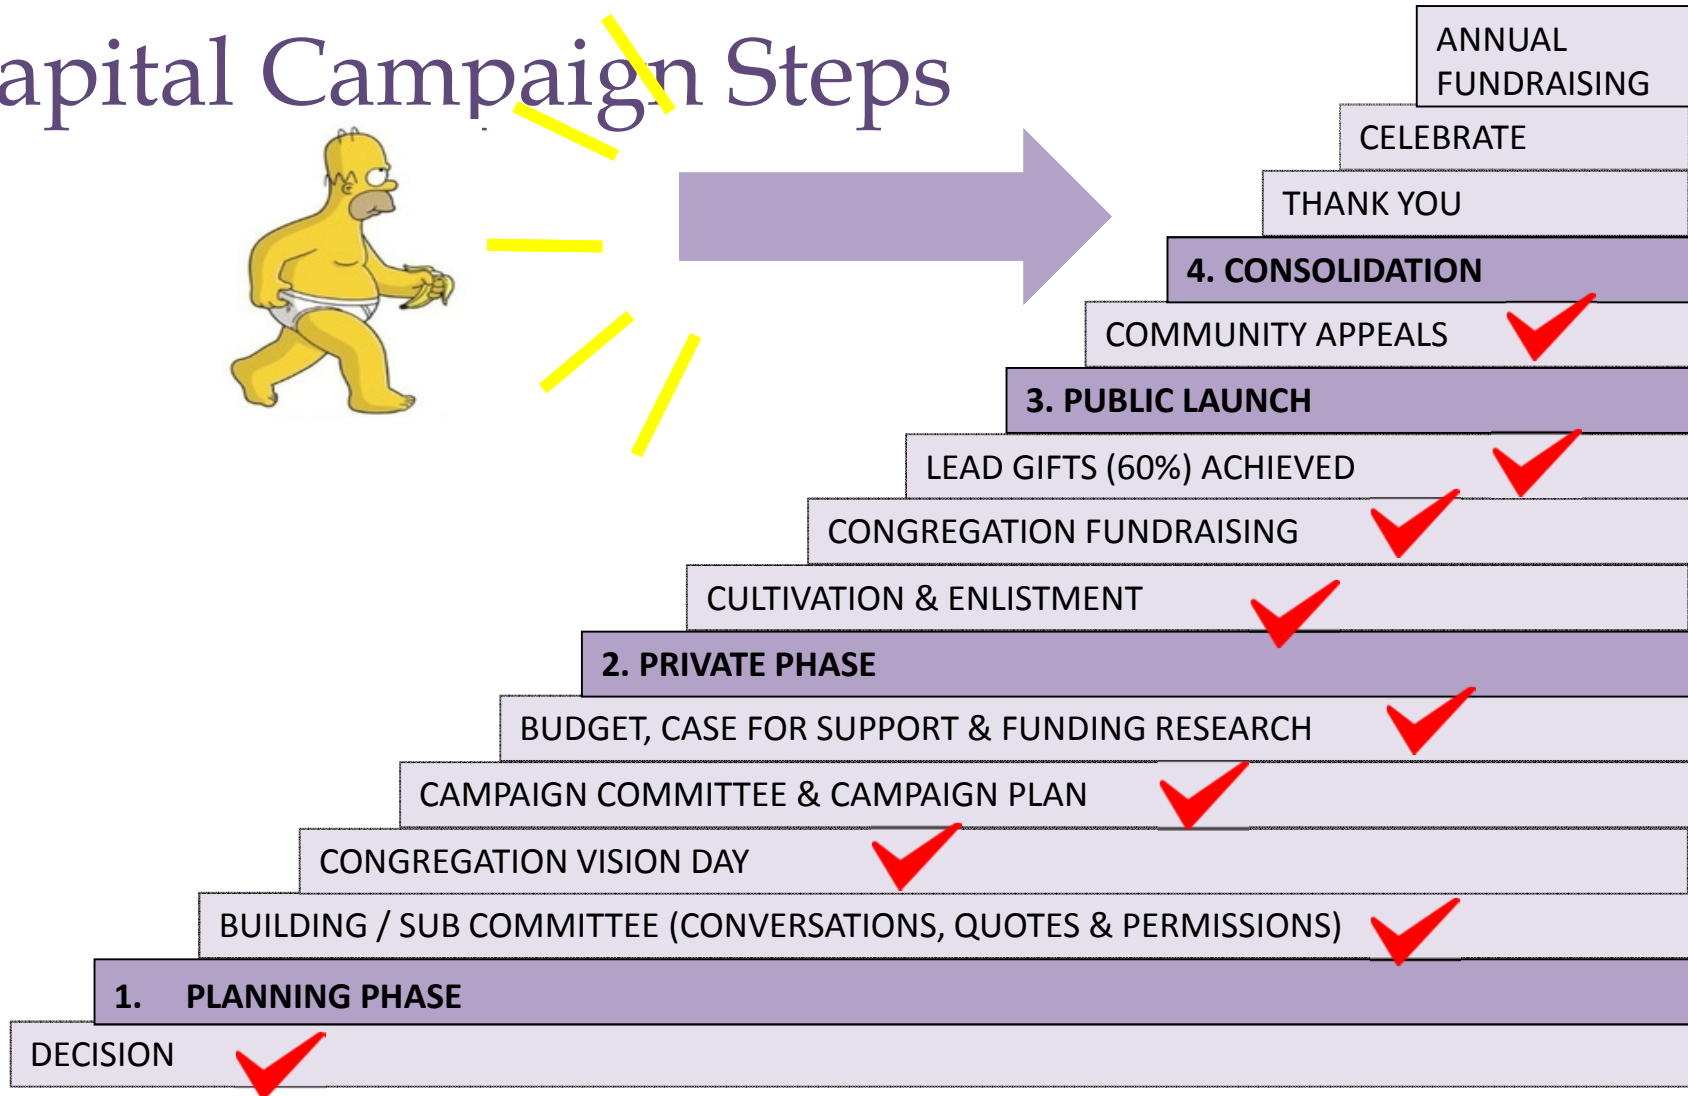 apital Campaign Steps
ANNUAL
FUNDRAISING
CELEBRATE
THANK YOU
4. CONSOLIDATION
COMMUNITY APPEALS
3. PUBLIC LAUNCH
LEAD GIFTS (60%) ACHIEVED
CONGREGATION FUNDRAISING
CULTIVATION & ENLISTMENT
2. PRIVATE PHASE
BUDGET, CASE FOR SUPPORT & FUNDING RESEARCH
CAMPAIGN COMMITTEE & CAMPAIGN PLAN
CONGREGATION VISION DAY
BUILDING / SUB COMMITTEE (CONVERSATIONS, QUOTES & PERMISSIONS)
1. PLANNING PHASE
DECISION